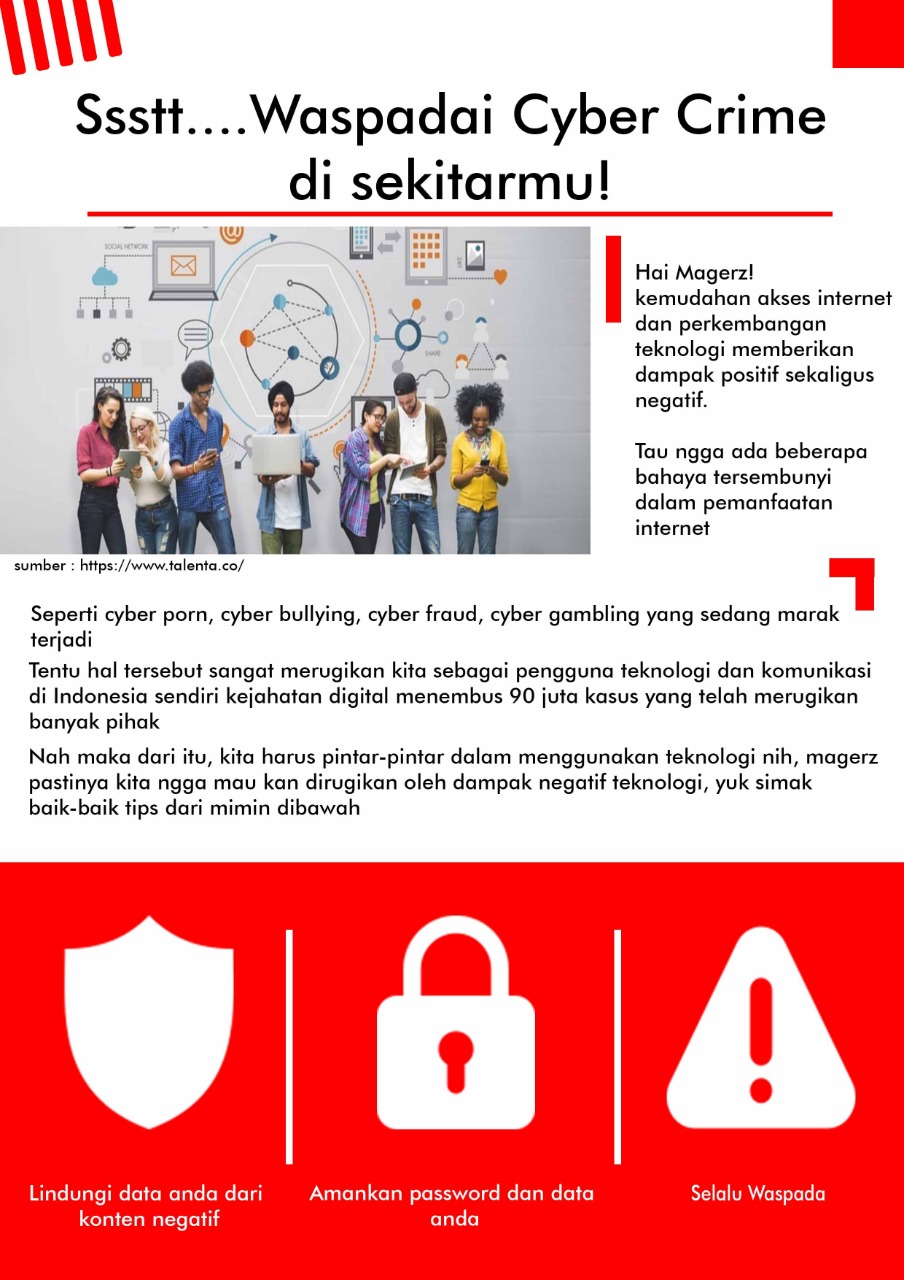 Ssstt....Waspadai Cyber Crime
di sekitarmu!
SOCIAL NETWORK
@
LIKE
SHARE
Hai Magerz!
kemudahan akses internet
dan perkembangan
teknologi memberikan
dampak positif sekaligus
negatif.
Tau ngga ada beberapa
bahaya tersembunyi
dalam pemanfaatan
internet
sumber : https://www.talenta.co/
Seperti cyber porn, cyber bullying, cyber fraud, cyber gambling yang sedang marak
terjadi
Tentu hal tersebut sangat merugikan kita sebagai pengguna teknologi dan komunikasi
di Indonesia sendiri kejahatan digital menembus 90 juta kasus yang telah merugikan
banyak pihak
Nah maka dari itu, kita harus pintar-pintar dalam menggunakan teknologi nih, magerz
pastinya kita ngga mau kan dirugikan oleh dampak negatif teknologi, yuk simak
baik-baik tips dari mimin dibawah
Lindungi data anda dari
konten negatif
Amankan password dan data
anda
Selalu Waspada